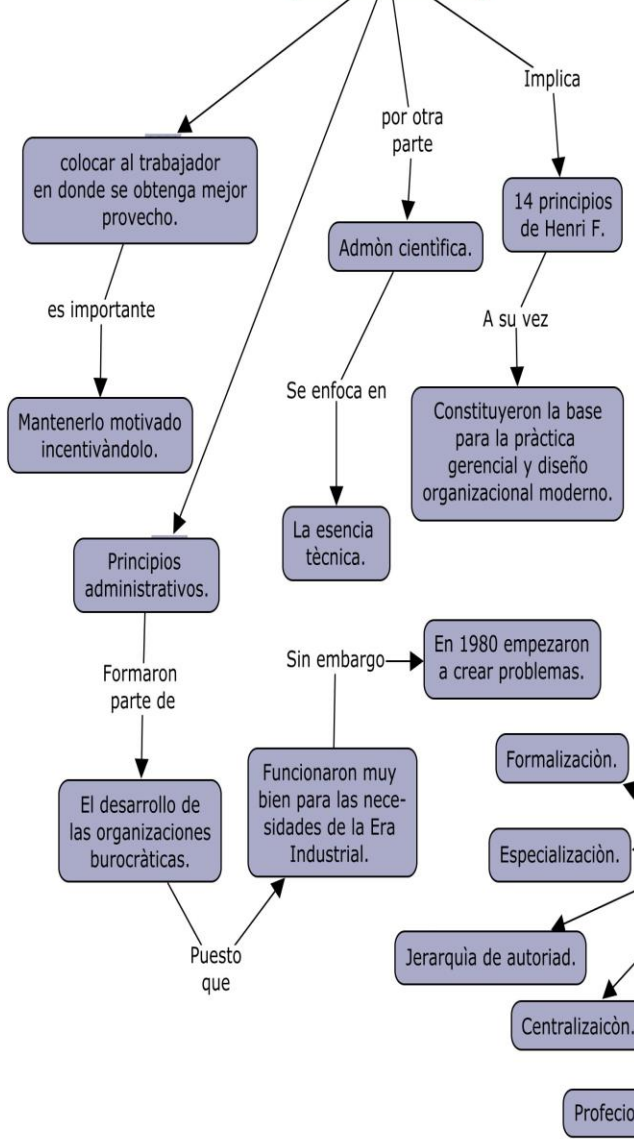 Implica
por otra
parte
colocar al trabajador
en donde se obtenga mejor
provecho.
14 principios
de Henri F.
Admòn cientìfica.
es importante
A su vez
Se enfoca en
Mantenerlo motivado
incentivàndolo.
Constituyeron la base
para la pràctica
gerencial y diseño
organizacional moderno.
La esencia
tècnica.
Principios
administrativos.
Formaron
parte de
Sin embargo
En 1980 empezaron
a crear problemas.
El desarrollo de
las organizaciones
burocràticas.
Funcionaron muy
bien para las nece-
sidades de la Era
Industrial.
Puesto
que
Formalizaciòn.
Especializaciòn.
Jerarquìa de autoriad.
Centralizaicòn.
Profecio